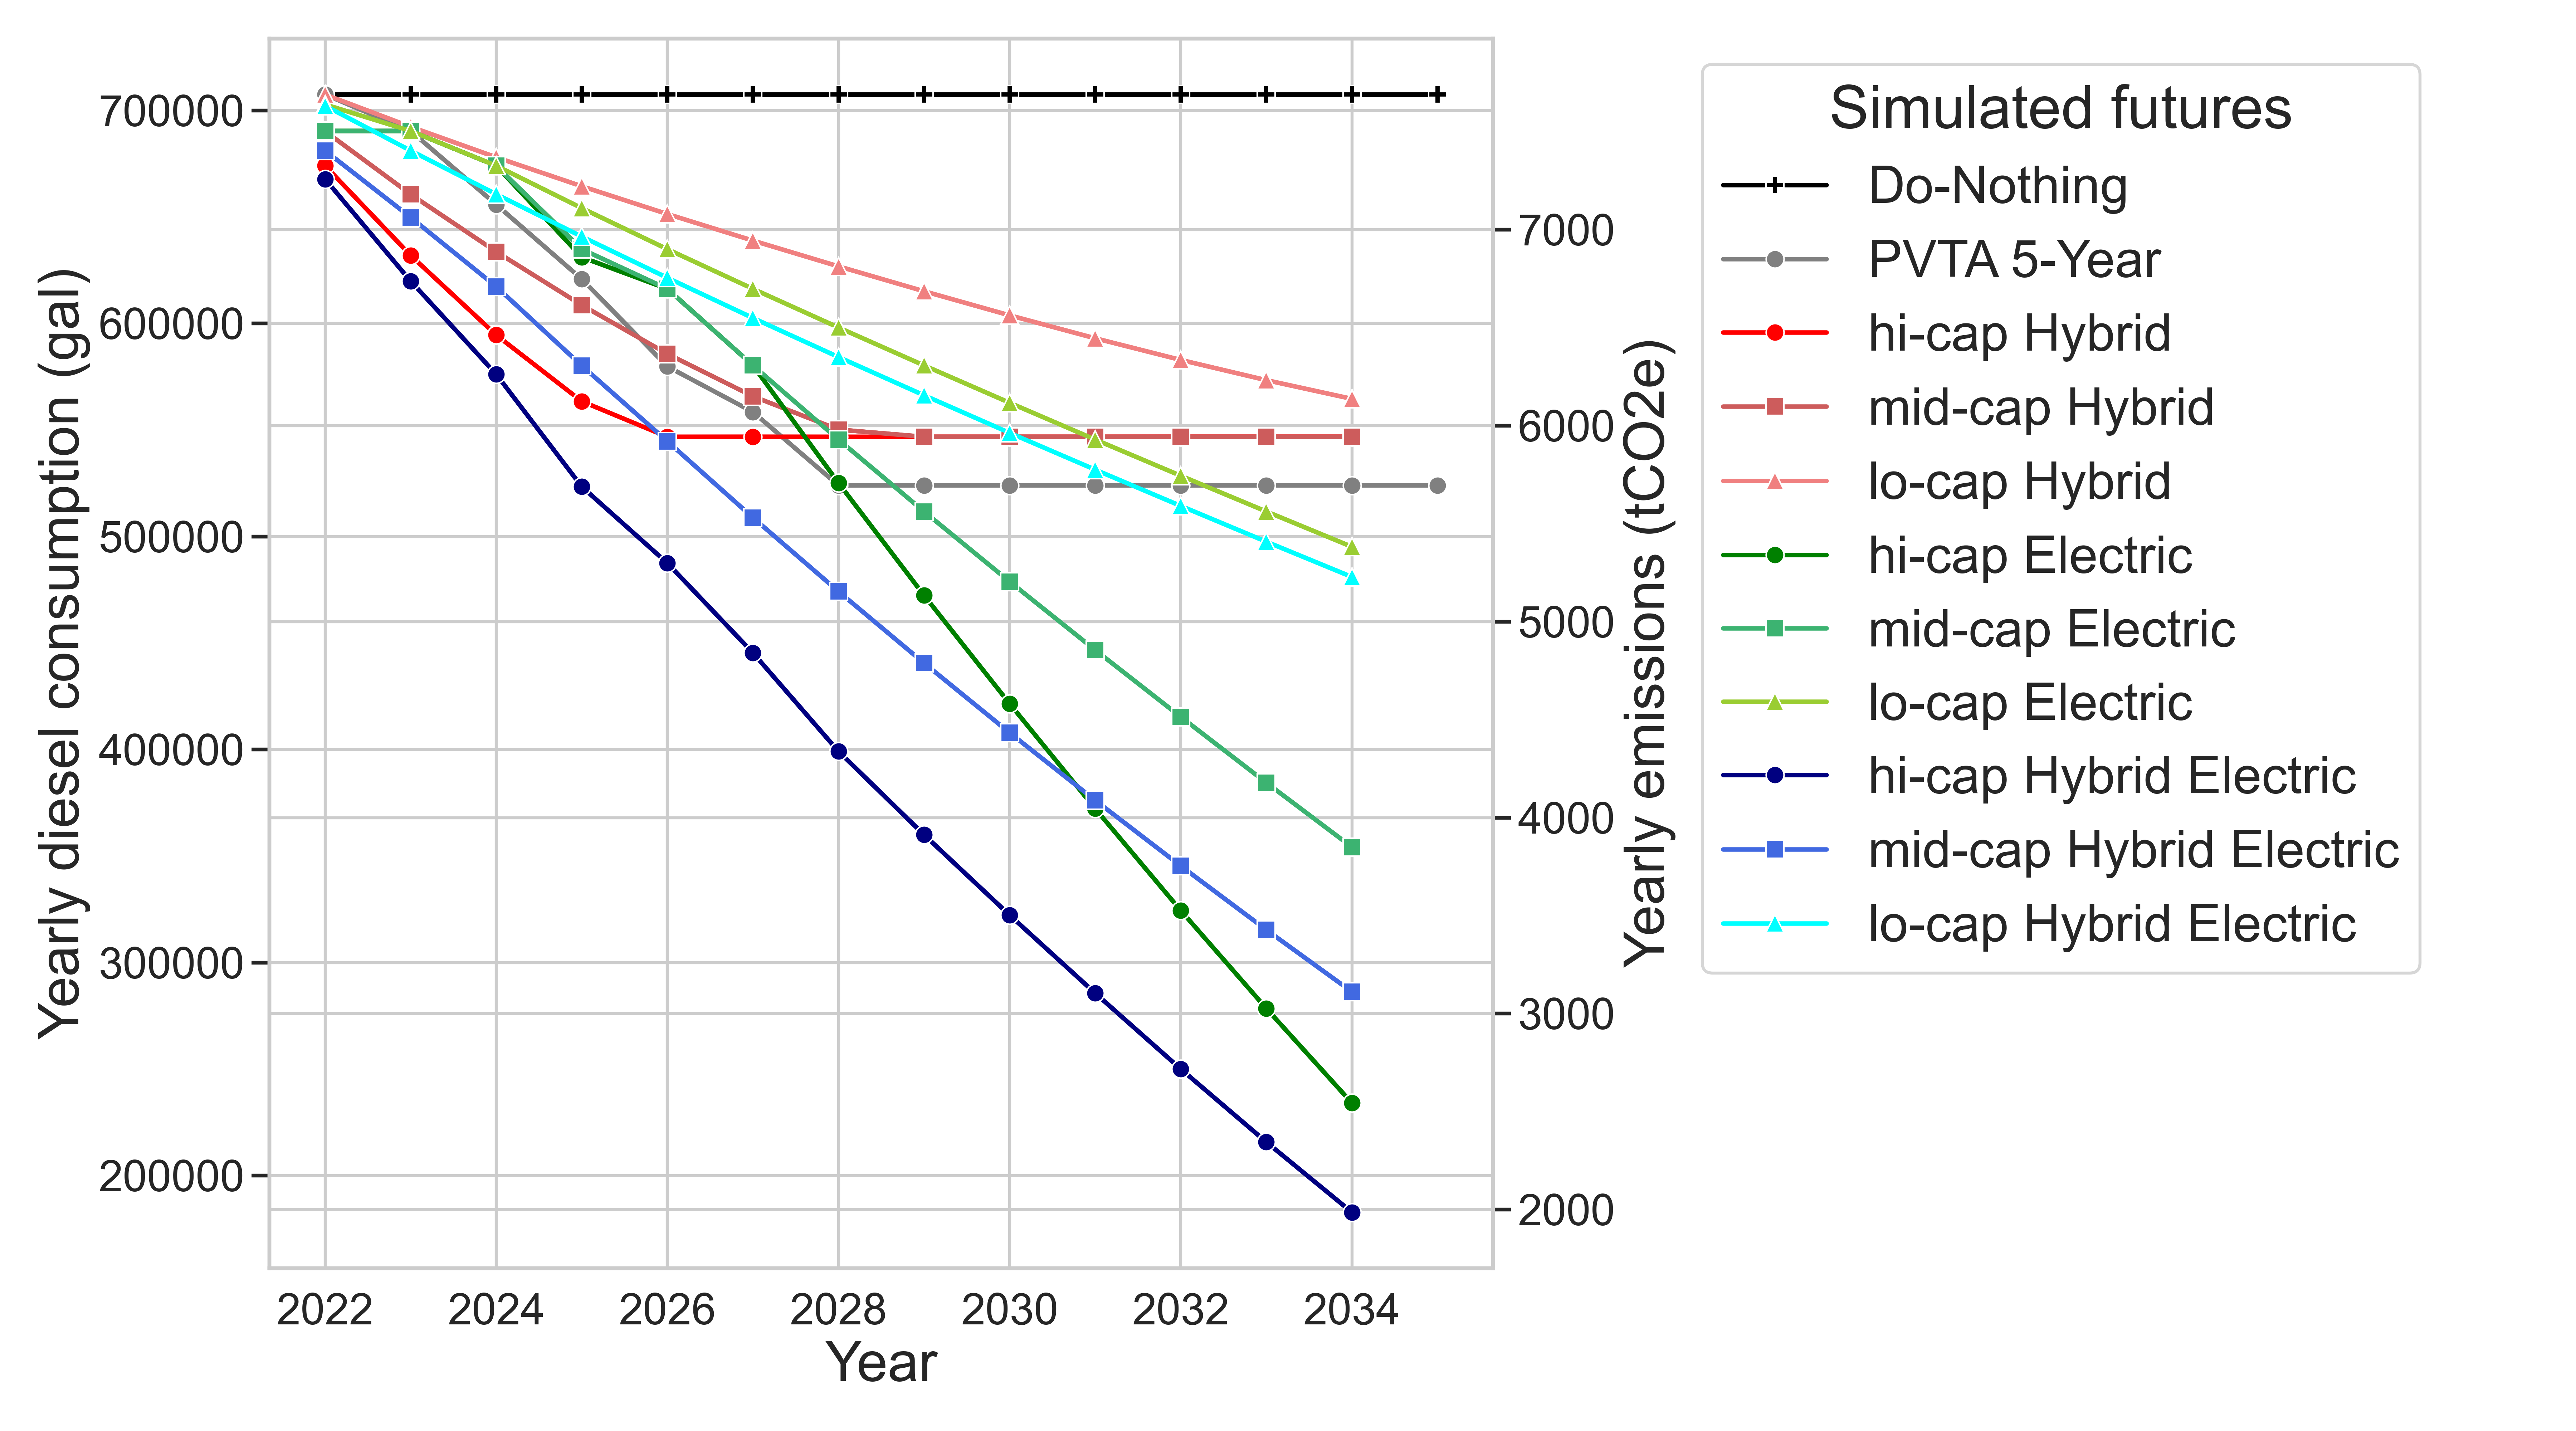 Yearly diesel consumption (gal)
700000
600000
500000
400000
300000
200000
2022 2024 2026 2028 2030 2032 2034
Year
7000
6000
5000
4000
3000
2000
Yearly emissions (tCO2e)
Simulated futures
Do-Nothing
PVTA 5-Year
hi-cap Hybrid
mid-cap Hybrid
lo-cap Hybrid
hi-cap Electric
mid-cap Electric
lo-cap Electric
hi-cap Hybrid Electric
mid-cap Hybrid Electric
lo-cap Hybrid Electric